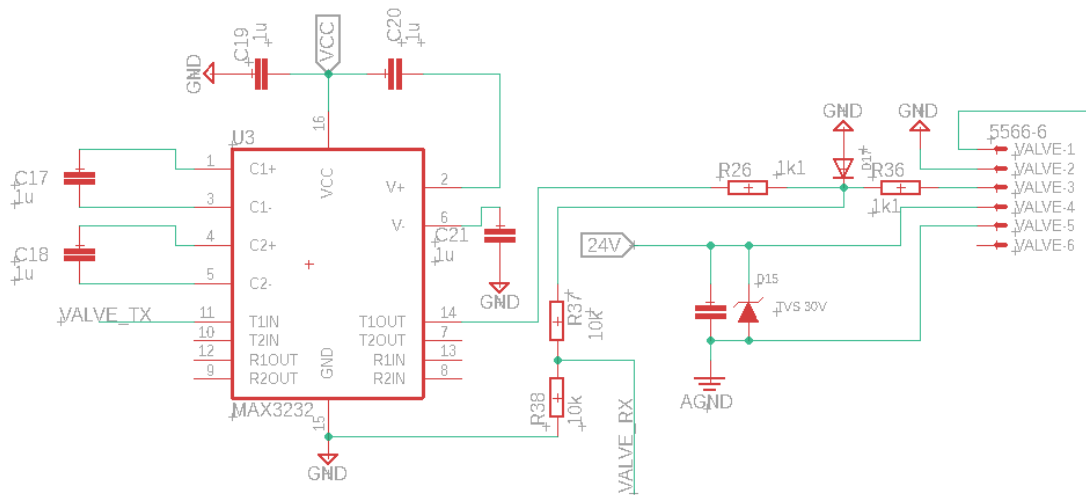 C19
1u
GND
VCC
C20
1u
16
U3
C17
1u
C18
1u
1
3
4
5
11
10
12
9
C1+
C1-
C2+
C2-
T1IN
T2IN
R1OUT
R2OUT
VCC
GND
V+
V-
T1OUT
T2OUT
R1IN
R2IN
2
6
14
7
13
8
C21
1u
GND
VALVE_TX
MAX3232
15
GND
R37
10k
R38
10k
VALVE_RX
R26
1k1
GND
GND
R36
1k1
24V
D15
TVS 30V
AGND
5566-6
VALVE-1
VALVE-2
VALVE-3
VALVE-4
VALVE-5
VALVE-6